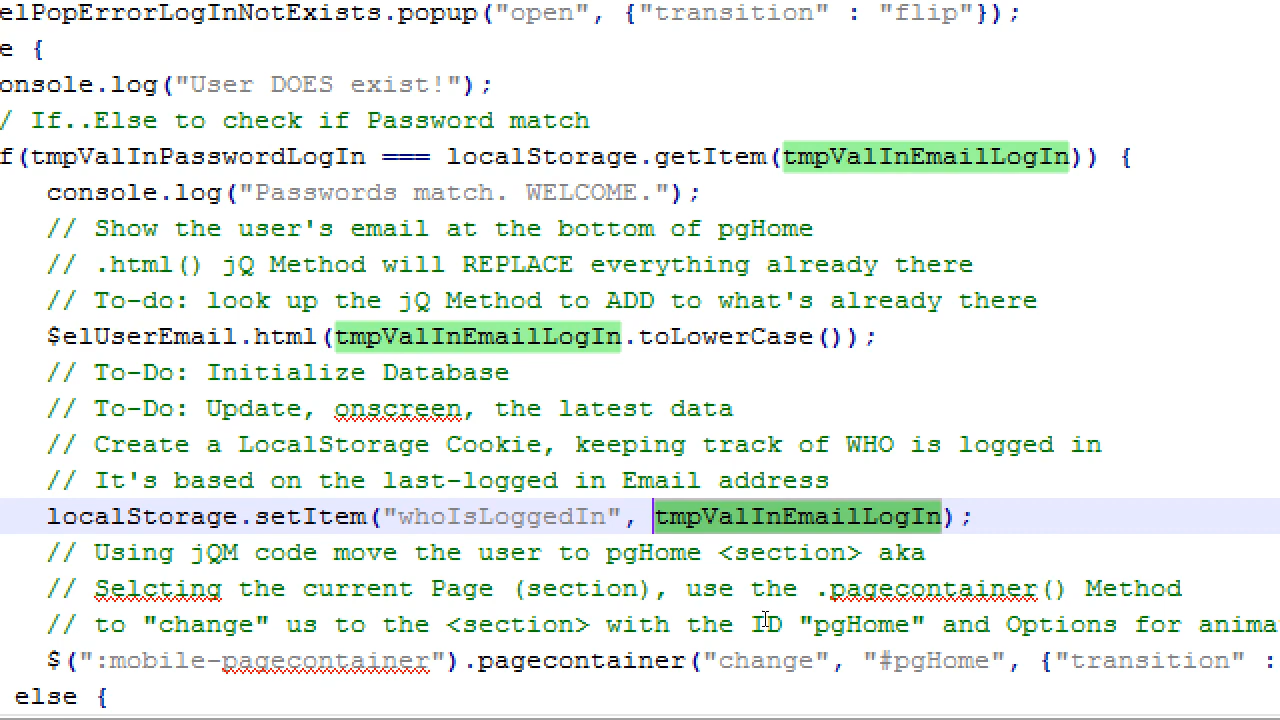 elPopErrorLogInNotExists.popup("open", {"transition" : "flip"});
e {
onsole.log("User DOES exist!");
/ If..Else to check if Password match
f(tmpValInPasswordLogIn === localStorage.getItem(tmpValInEmailLogIn)) {
console.log("Passwords match. WELCOME.");
// Show the user's email at the bottom of pgHome
// .html() jQ Method will REPLACE everything already there
// To-do: look up the jQ Method to ADD to what's already there
$elUserEmail.html(tmpValInEmailLogIn.toLowerCase());
// To-Do: Initialize Database
// To-Do: Update, onscreen, the latest data
// Create a LocalStorage Cookie, keeping track of WHO is logged in
// It's based on the last-logged in Email address
localStorage.setItem("whoIsLoggedIn", tmpValInEmailLogIn);
// Using jQM code move the user to pgHome <section> aka
// Selcting the current Page (section), use the .pagecontainer() Method
// to "change" us to the <section> with the ID "pgHome" and Options for anima
$(":mobile-pagecontainer").pagecontainer("change", "#pgHome", {"transition" :
else {